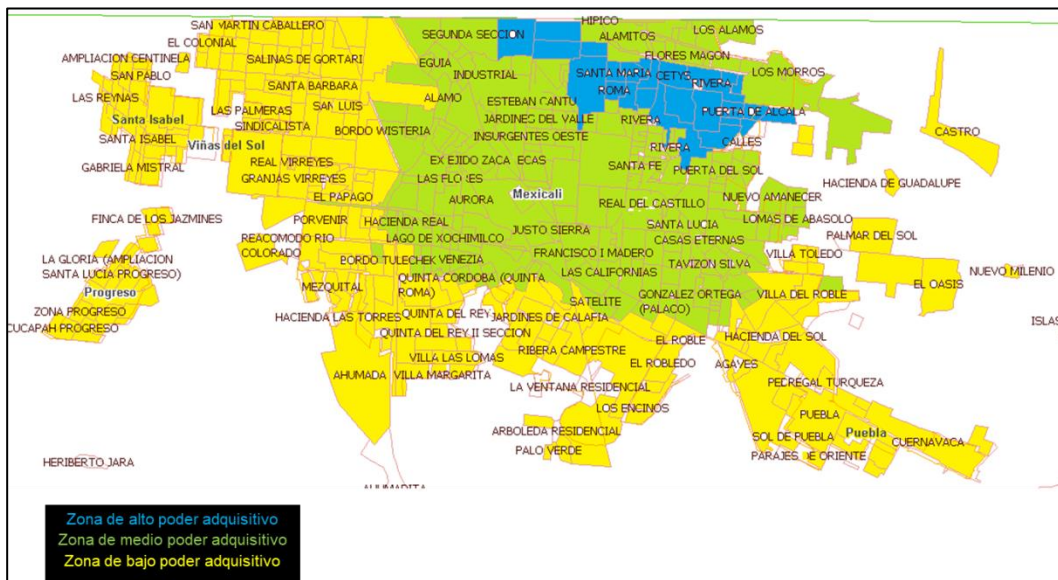 HIPICO
SAN MARTIN CABALLERO
SEGUNDA SECCION
ALAMITOS
LOS ALAMOS
EL COLONIAL
AMPLIACION CENTINELA
SALINAS DE GORTARI
EGUIA
FLORES MAGON
SAN PABLO
INDUSTRIAL
SANTA MARIA
CETYS
RIVERA
LOS MORROS
SANTA BARBARA
ROMA
LAS REYNAS
ALAMO
LAS PALMERAS
SAN LUIS
ESTEBAN CANTU
PUERTA DE ALCALA
Santa Isabel
SINDICALISTA
JARDINES DEL VALLE
RIVERA
BORDO WISTERIA
INSURGENTES OESTE
CASTRO
SANTA ISABEL
Viñas del Sol
RIVERA
CALLES
GABRIELA MISTRAL
REAL VIRREYES
EX EJIDO ZACA ECAS
SANTA FE
PUERTA DEL SOL
GRANJAS VIRREYES
LAS FLORES
HACIENDA DE GUADALUPE
EL PAPAGO
Mexicali
NUEVO AMANECER
AURORA
REAL DEL CASTILLO
FINCA DE LOS JAZMINES
PORVENIR
HACIENDA REAL
SANTA LUCIA
LOMAS DE ABASOLO
JUSTO SIERRA
PALMAR DEL SOL
REACOMODO RIO
COLORADO
LAGO DE XOCHIMILCO
CASAS ETERNAS
FRANCISCO I MADERO
VILLA TOLEDO
LA GLORIA (AMPLIACION
SANTA LUCIA PROGRESO)
BORDO TULECHEK
VENEZIA
TAVIZON SILVA
LAS CALIFORNIAS
NUEVO MILENIO
QUINTA CORDOBA (QUINTA
ROMA)
EL OASIS
Progreso
MEZQUITAL
GONZALEZ ORTEGA
(PALACO)
VILLA DEL ROBLE
SATELITE
ZONA PROGRESO
HACIENDA LAS TORRES
QUINTA DEL REY
JARDINES DE CALAFIA
ISLAS
CUCAPAH PROGRESO
QUINTA DEL REY II SECCION
HACIENDA DEL SOL
EL ROBLE
RIBERA CAMPESTRE
VILLA LAS LOMAS
EL ROBLEDO
AGAVES
AHUMADA
VILLA MARGARITA
PEDREGAL TURQUEZA
LA VENTANA RESIDENCIAL
LOS ENCINOS
PUEBLA
ARBOLEDA RESIDENCIAL
SOL DE PUEBLA
Puebla
CUERNAVACA
PALO VERDE
PARAJES DE ORIENTE
HERIBERTO JARA
AHUMADITA
Zona de alto poder adquisitivo
Zona de medio poder adquisitivo
Zona de bajo poder adquisitivo